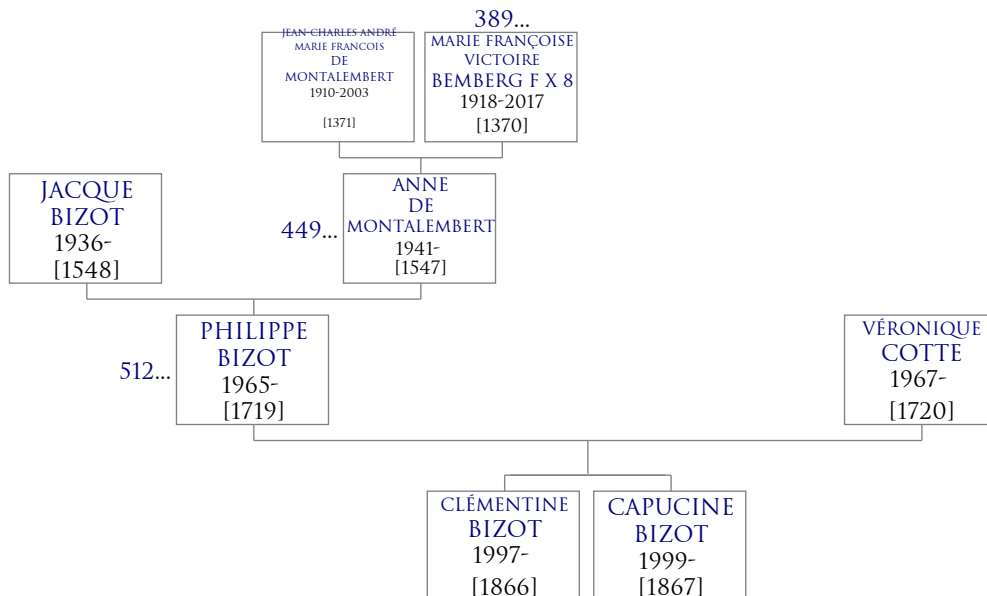 389...
JEAN-CHARLES ANDRÉ
MARIE FRANCOIS
DE
MONTALEMBERT
1910-2003
[1371]
MARIE FRANÇOISE
VICTOIRE
BEMBERG F X 8
1918-2017
[1370]
JACQUE
BIZOT
1936-
[1548]
449...
ANNE
DE
MONTALEMBERT
1941-
[1547]
512...
PHILIPPE
BIZOT
1965-
[1719]
VÉRONIQUE
COTTE
1967-
[1720]
CLÉMENTINE
BIZOT
1997-
[1866]
CAPUCINE
BIZOT
1999-
[1867]